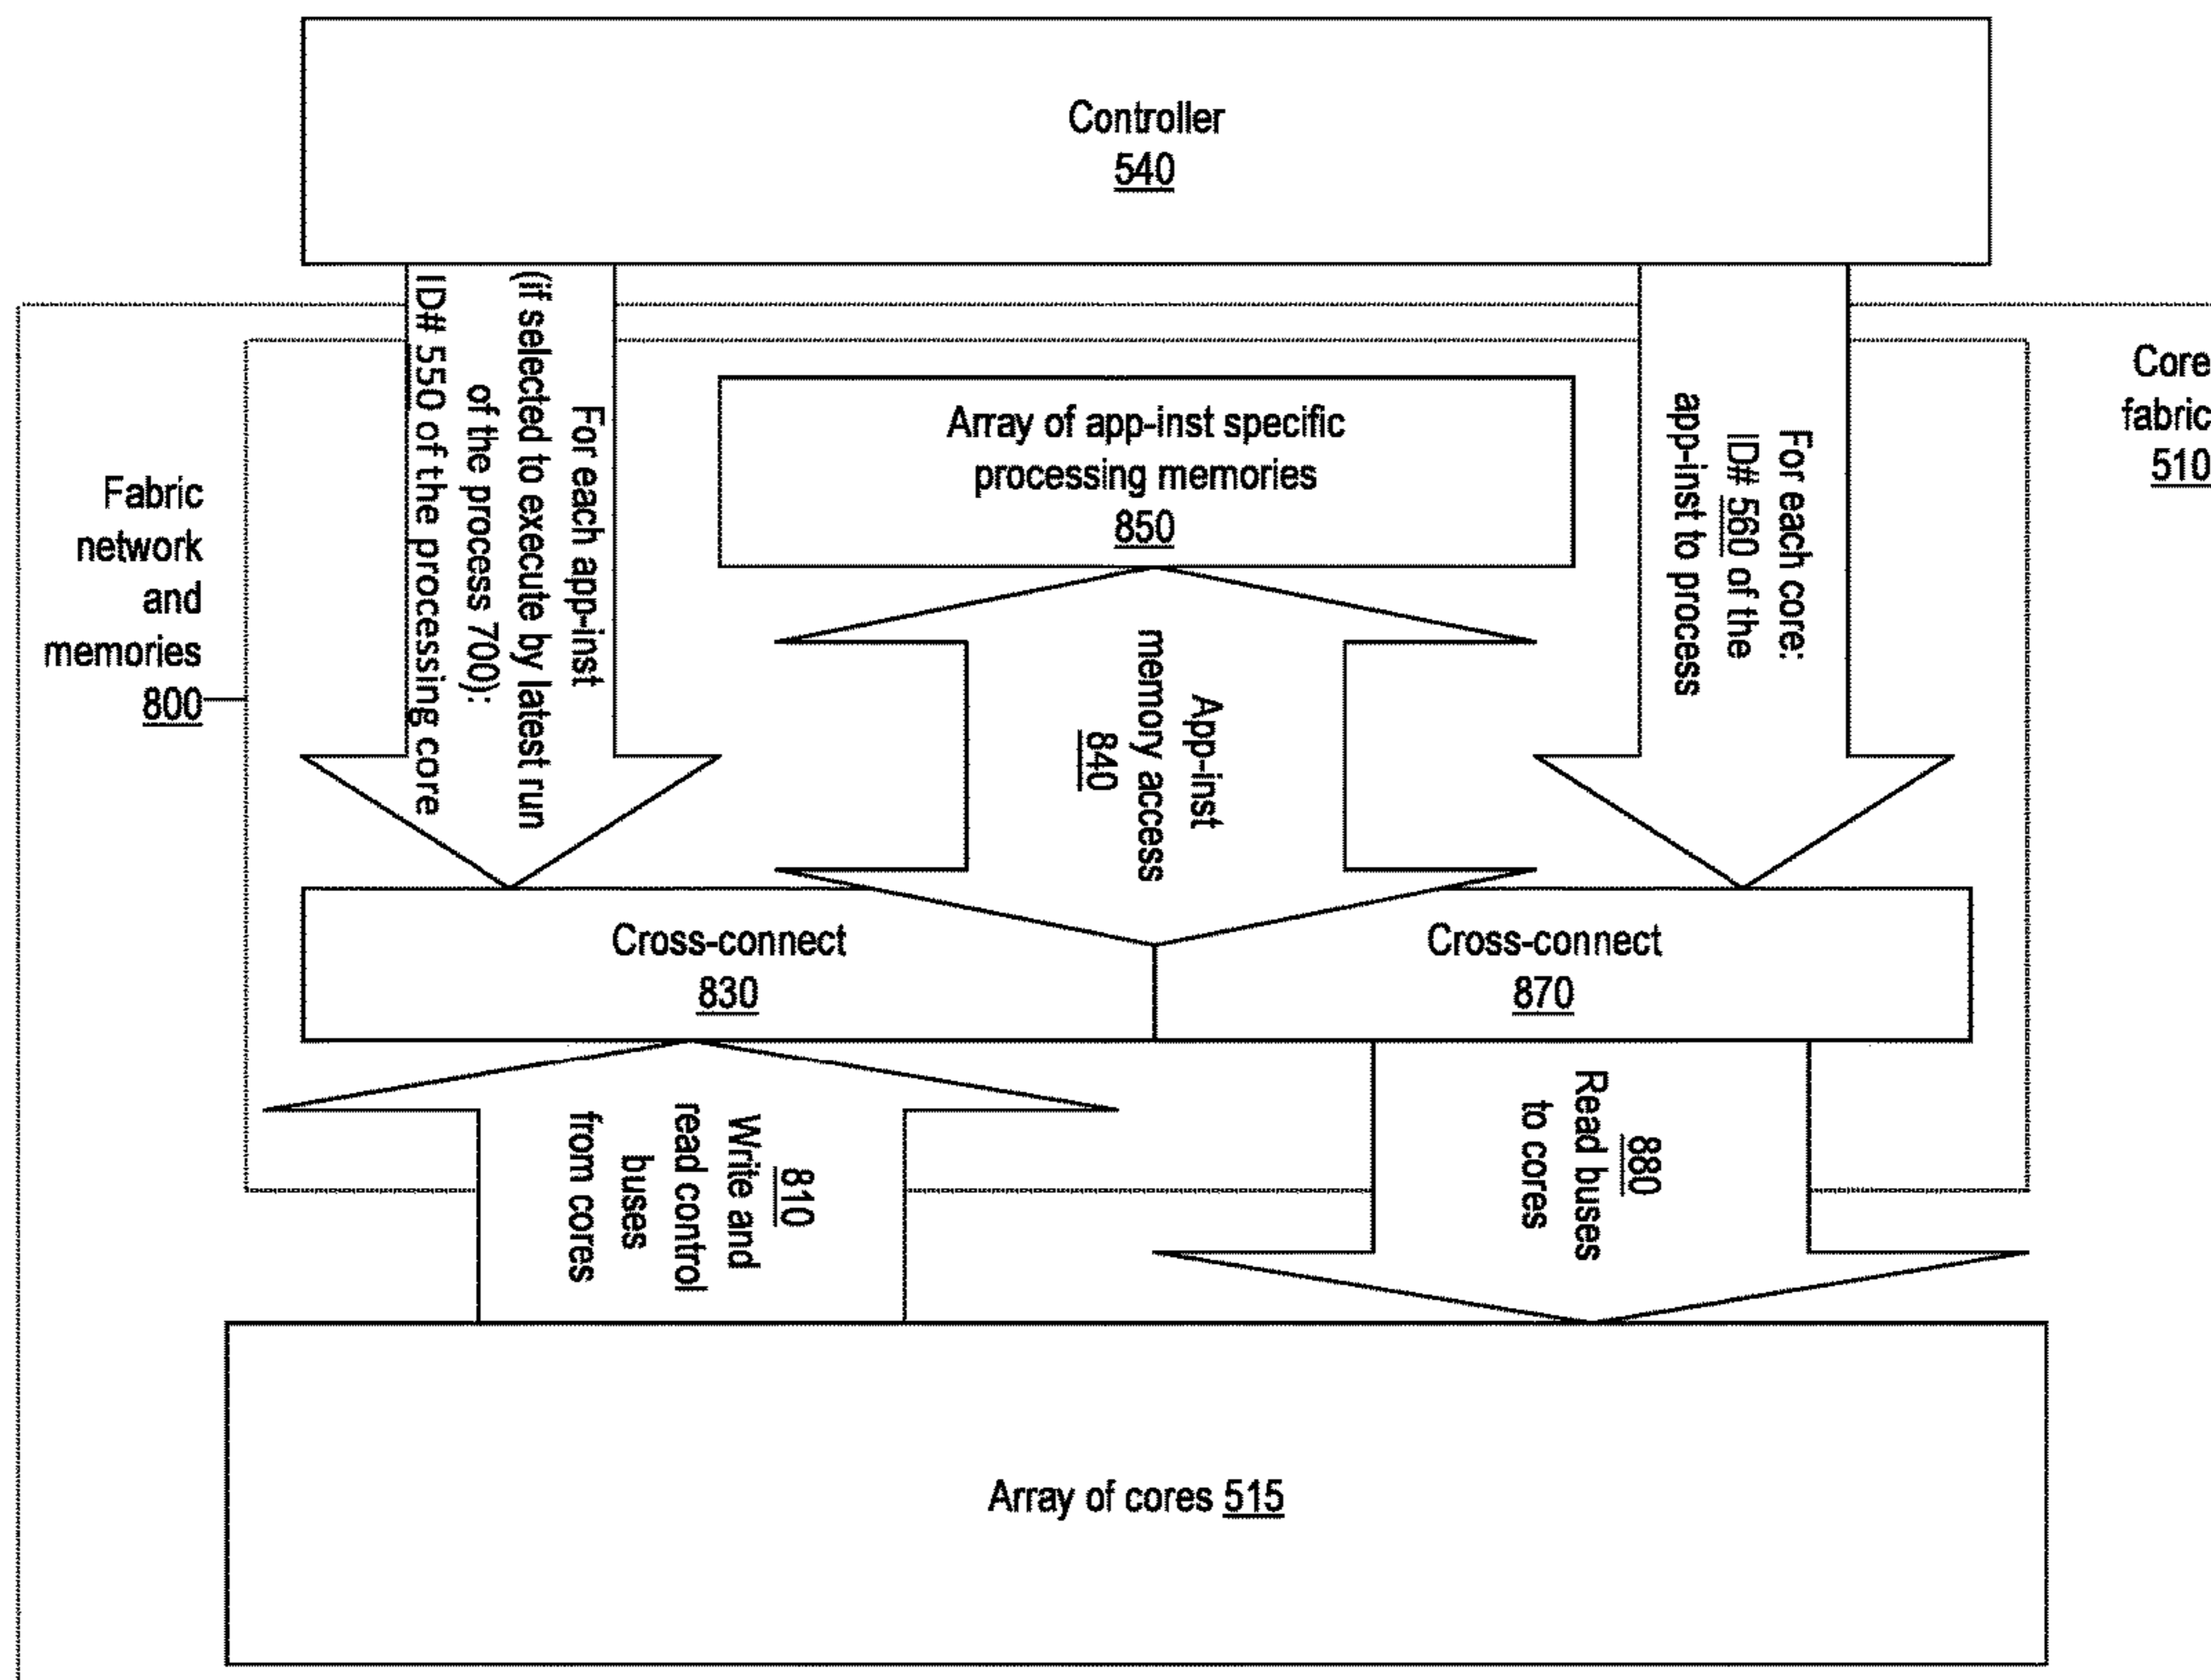 Controller
540
For each app-inst
(if selected to execute by latest run
of the process 700):
ID# 550 of the processing core
For each core:
ID# 560 of the
app-inst to process
Core
fabric
510
Array of app-inst specific
processing memories
850
Fabric
network
and
memories
800
App-inst
memory access
840
Cross-connect
830
Cross-connect
870
810
Write and
read control
buses
from cores
880
Read buses
to cores
Array of cores 515